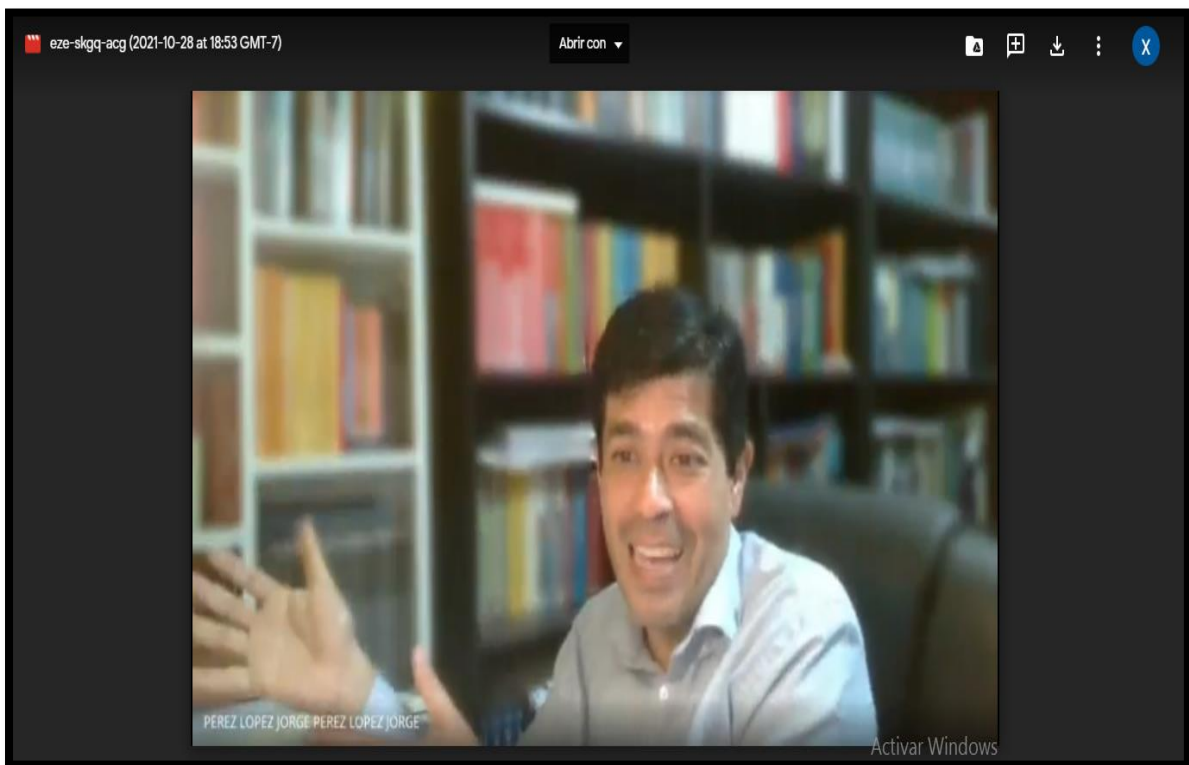 eze-skgq-acg (2021-10-28 at 18:53 GMT-7)
Abrir con
X
PEREZ LOPEZ JORGE PEREZ LOPEZ JORGE
Activar Windows